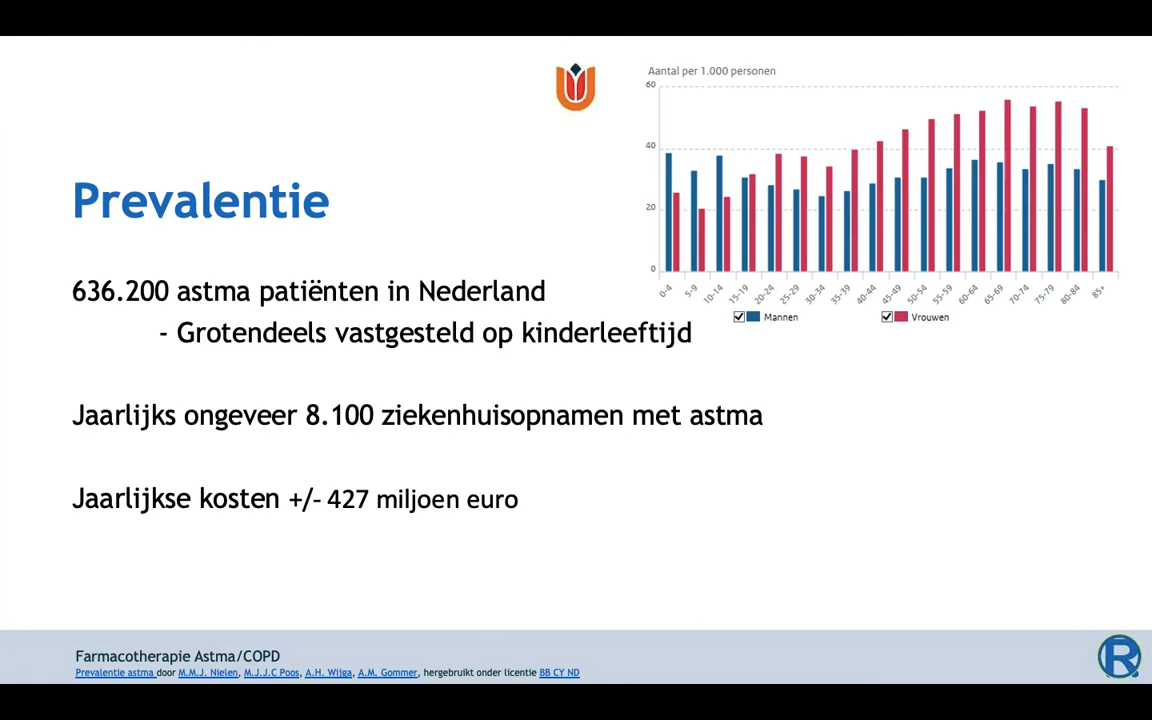 Aantal per 1.000 personen
60
40
20
0
0-4 5-9 10-14 15-19 20-24 25-29 30-34 35-39 40-44 45-49 50-54 55-59 60-64 65-69 70-74 75-79 80-84 85+
Mannen Vrouwen
Prevalentie
636.200 astma patiënten in Nederland
- Grotendeels vastgesteld op kinderleeftijd
Jaarlijks ongeveer 8.100 ziekenhuisopnamen met astma
Jaarlijkse kosten +/- 427 miljoen euro
Farmacotherapie Astma/COPD
Prevalentie astma door M.M.J. Nielen, M.J.J.C Poos, A.H. Wijga, A.M. Gommer, hergebruikt onder licentie BB CY ND
R